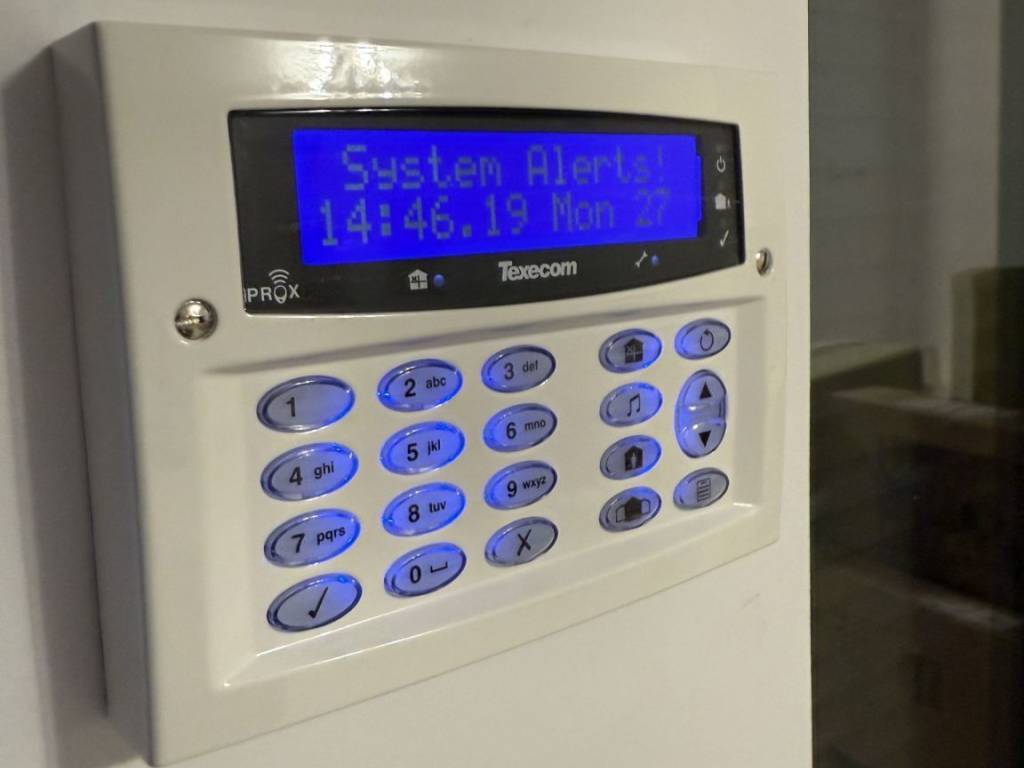 System Alerts!
14:46.19 Mon 27
PROX
Texecom
1
2 abc
3 def
4 ghi
5 jkl
6 mno
7 pqrs
8 tuv
9 wxyz
0